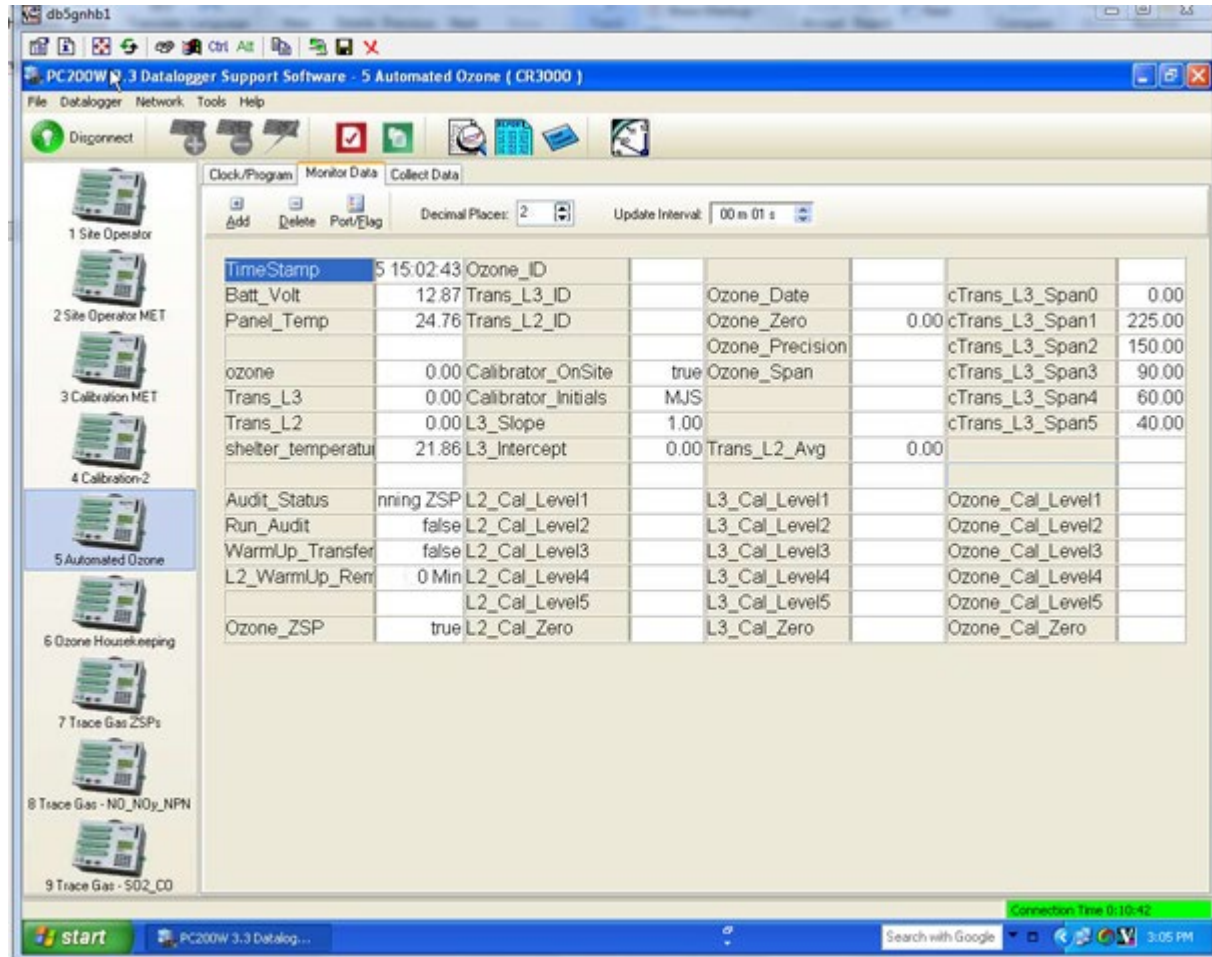 db5gnhb1
Ctrl Alt
PC200W 3.3 Datalogger Support Software - 5 Automated Ozone ( CR3000 )
File Datalogger Network Tools Help
Disconnect
Clock/Program Monitor Data Collect Data
Add Delete Port/Flag Decimal Places: 2 Update Interval: 00 m 01 s
1 Site Operator
2 Site Operator MET
3 Calibration MET
4 Calibration-2
5 Automated Ozone
6 Ozone Housekeeping
7 Trace Gas ZSPs
8 Trace Gas - NO_NOy_NPN
9 Trace Gas - SO2_CO
TimeStamp 5 15:02:43 Ozone_ID
Batt_Volt 12.87 Trans_L3_ID Ozone_Date cTrans_L3_Span0 0.00
Panel_Temp 24.76 Trans_L2_ID Ozone_Zero 0.00 cTrans_L3_Span1 225.00
Ozone_Precision cTrans_L3_Span2 150.00
ozone 0.00 Calibrator_OnSite true Ozone_Span cTrans_L3_Span3 90.00
Trans_L3 0.00 Calibrator_Initials MJS cTrans_L3_Span4 60.00
Trans_L2 0.00 L3_Slope 1.00 cTrans_L3_Span5 40.00
shelter_temperatu 21.86 L3_Intercept 0.00 Trans_L2_Avg 0.00
Audit_Status nning ZSP L2_Cal_Level1 L3_Cal_Level1 Ozone_Cal_Level1
Run_Audit false L2_Cal_Level2 L3_Cal_Level2 Ozone_Cal_Level2
WarmUp_Transfer false L2_Cal_Level3 L3_Cal_Level3 Ozone_Cal_Level3
L2_WarmUp_Rem 0 Min L2_Cal_Level4 L3_Cal_Level4 Ozone_Cal_Level4
L2_Cal_Level5 L3_Cal_Level5 Ozone_Cal_Level5
Ozone_ZSP true L2_Cal_Zero L3_Cal_Zero Ozone_Cal_Zero
Connection Time 0:10:42
start PC200W 3.3 Datalog... Search with Google 3:05 PM